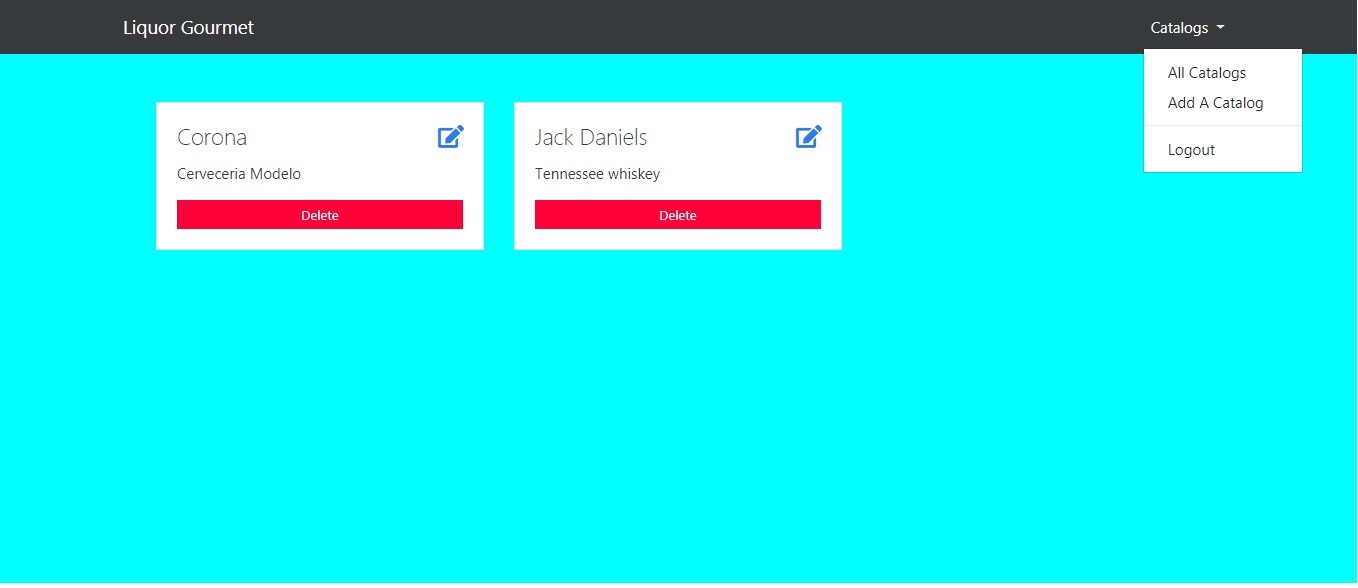 Liquor Gourmet
Catalogs
All Catalogs
Add A Catalog
Logout
Corona
Cerveceria Modelo
Delete
Jack Daniels
Tennessee whiskey
Delete